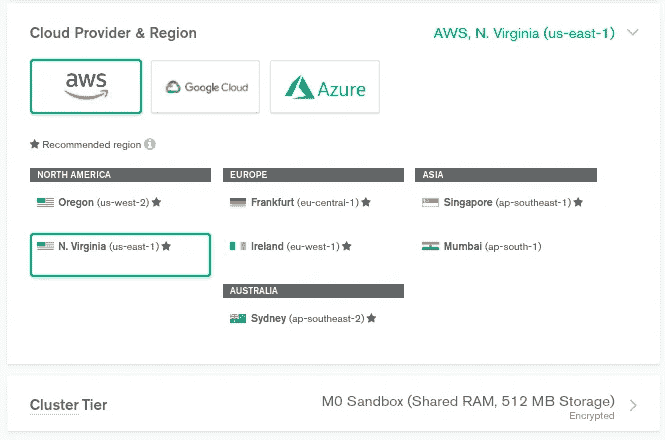 Cloud Provider & Region
AWS, N. Virginia (us-east-1)
aws
Google Cloud
Azure
★ Recommended region i
NORTH AMERICA
Oregon (us-west-2) ★
N. Virginia (us-east-1) ★
EUROPE
Frankfurt (eu-central-1) ★
Ireland (eu-west-1) ★
AUSTRALIA
Sydney (ap-southeast-2) ★
ASIA
Singapore (ap-southeast-1) ★
Mumbai (ap-south-1)
Cluster Tier
M0 Sandbox (Shared RAM, 512 MB Storage)
Encrypted